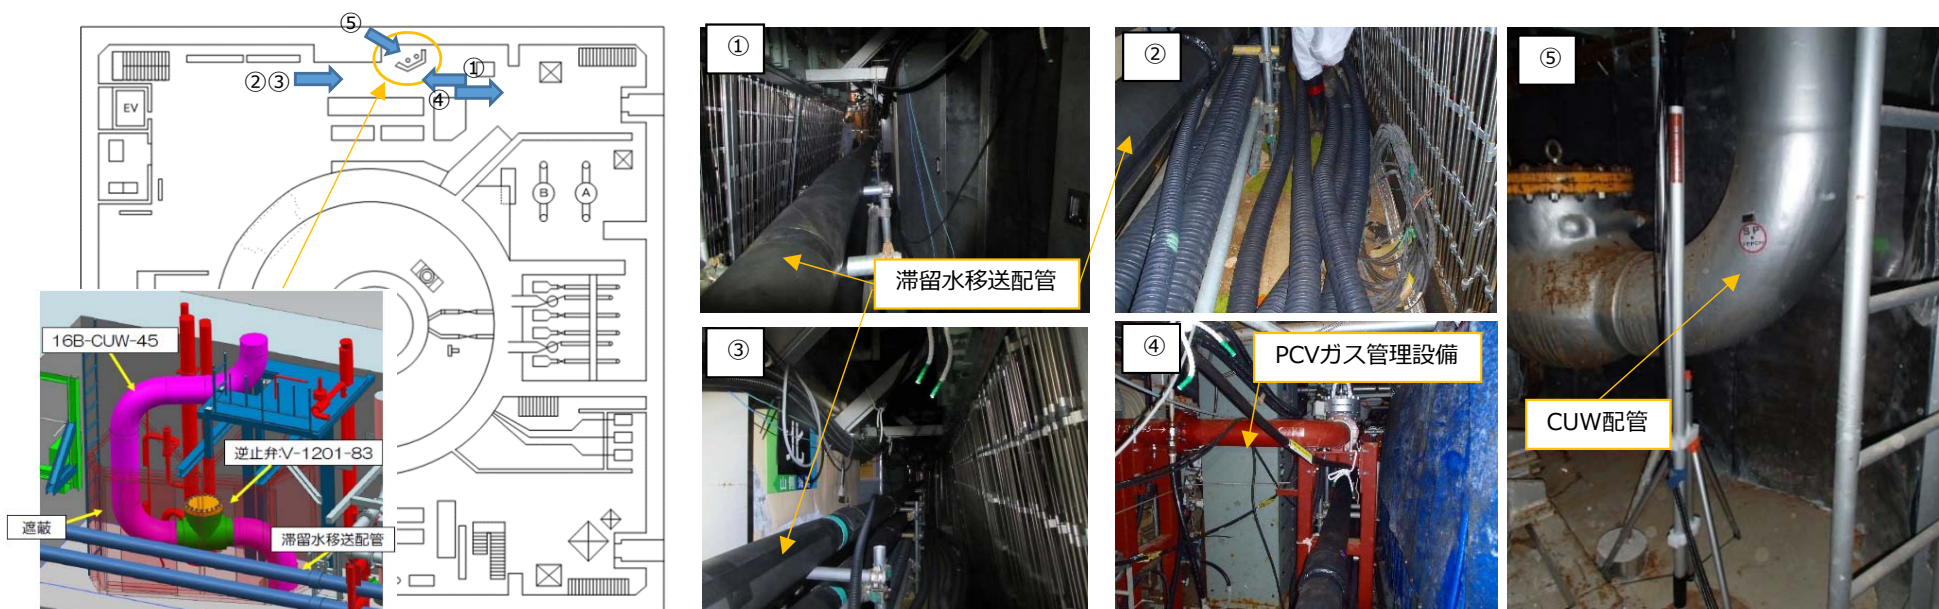 ⑤
②③
①
④
EV
B
A
16B-CUW-45
逆止弁:V-1201-83
遮蔽
滞留水移送配管
①
滞留水移送配管
②
③
④
PCVガス管理設備
⑤
SP
CUW配管